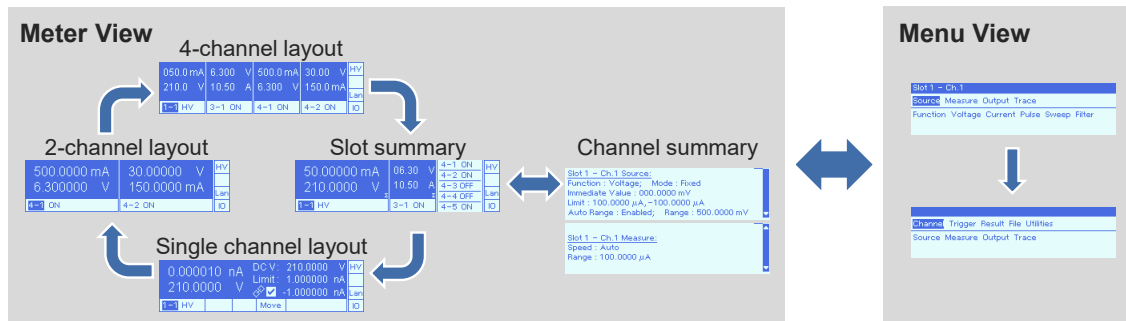 Meter View
4-channel layout
050.0 mA 6.300 V 500.0 mA 30.00 V HV
210.0 V 10.50 A 6.300 V 150.0 mA Lan
1-1 HV 3-1 ON 4-1 ON 4-2 ON IO
2-channel layout
500.0000 mA 30.00000 V HV
6.300000 V 150.0000 mA Lan
4-1 ON 4-2 ON IO
Slot summary
50.00000 mA 06.30 V 4-1 ON HV
4-2 ON
210.0000 V 10.50 A 4-3 OFF
4-4 OFF Lan
1-1 HV 3-1 ON 4-5 ON IO
Single channel layout
0.000010 nA DC V: 210.0000 V HV
Limit: 1.000000 nA
210.0000 V -1.000000 nA Lan
1-1 HV Move IO
Channel summary
Slot 1 - Ch.1 Source:
Function : Voltage; Mode : Fixed
Immediate Value : 000.0000 mV
Limit : 100.0000 µA,-100.0000 µA
Auto Range : Enabled; Range : 500.0000 mV
Slot 1 - Ch.1 Measure:
Speed : Auto
Range : 100.0000 µA
Menu View
Slot 1 - Ch.1
Source Measure Output Trace
Function Voltage Current Pulse Sweep Filter
Channel Trigger Result File Utilities
Source Measure Output Trace